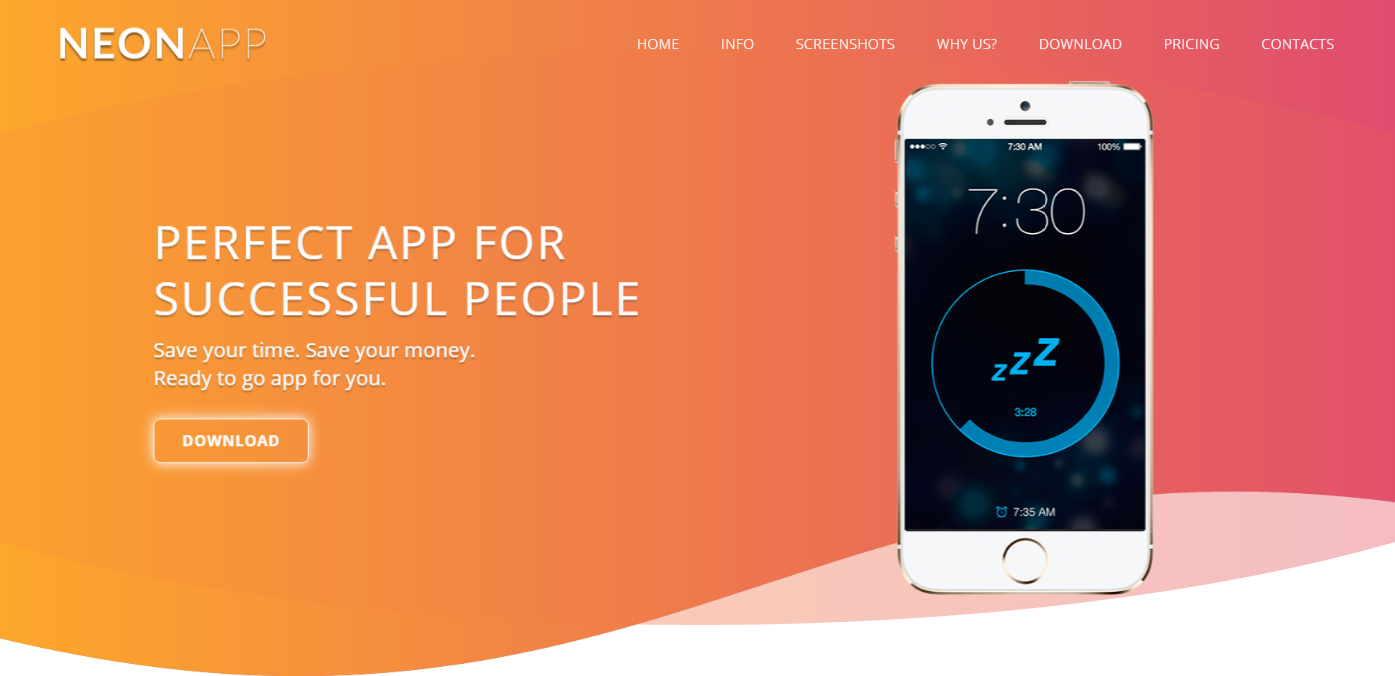 NEONAPP
HOME INFO SCREENSHOTS WHY US? DOWNLOAD PRICING CONTACTS
PERFECT APP FOR
SUCCESSFUL PEOPLE
Save your time. Save your money.
Ready to go app for you.
DOWNLOAD
7:30 AM 100%
7:30
zzZ
3:28
7:35 AM